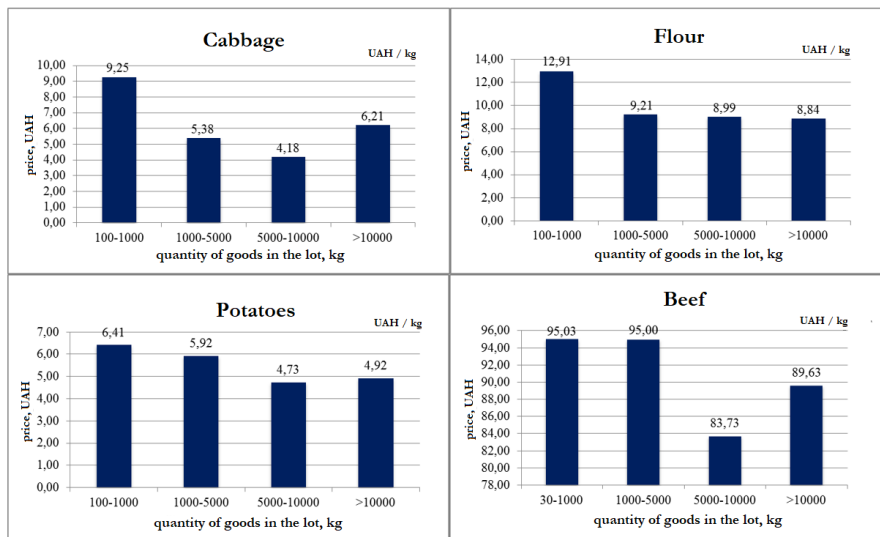 Cabbage
UAH / kg
price, UAH
10,00
9,00
8,00
7,00
6,00
5,00
4,00
3,00
2,00
1,00
0,00
9,25
5,38
4,18
6,21
100-1000 1000-5000 5000-10000 >10000
quantity of goods in the lot, kg
Flour
UAH / kg
price, UAH
14,00
12,00
10,00
8,00
6,00
4,00
2,00
0,00
12,91
9,21
8,99
8,84
100-1000 1000-5000 5000-10000 >10000
quantity of goods in the lot, kg
Potatoes
UAH / kg
price, UAH
7,00
6,00
5,00
4,00
3,00
2,00
1,00
0,00
6,41
5,92
4,73
4,92
100-1000 1000-5000 5000-10000 >10000
quantity of goods in the lot, kg
Beef
UAH / kg
price, UAH
96,00
94,00
92,00
90,00
88,00
86,00
84,00
82,00
80,00
78,00
95,03
95,00
83,73
89,63
30-1000 1000-5000 5000-10000 >10000
quantity of goods in the lot, kg